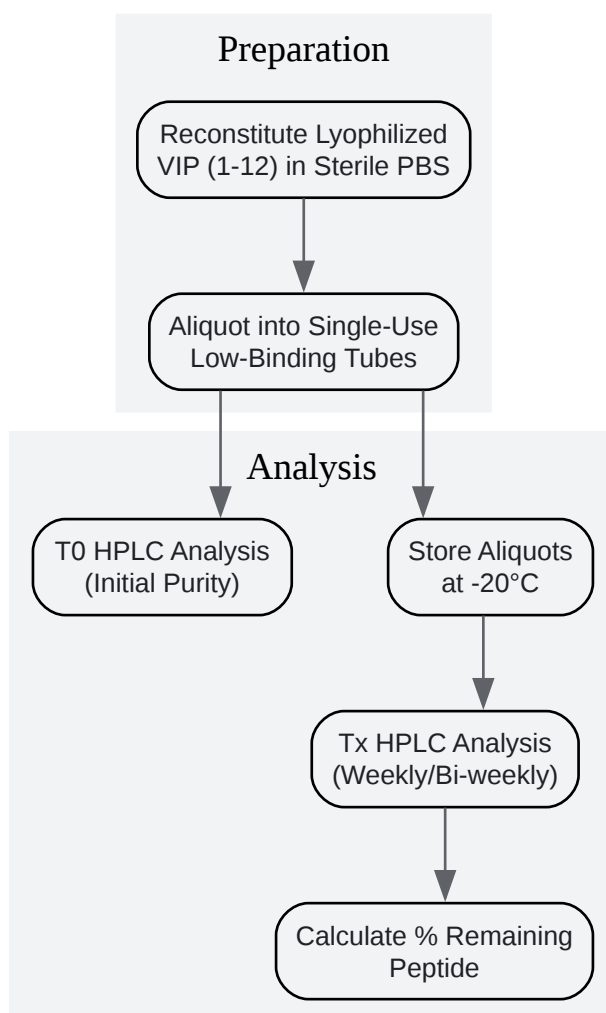 Preparation
Reconstitute Lyophilized
VIP (1-12) in Sterile PBS
Aliquot into Single-Use
Low-Binding Tubes
Analysis
T0 HPLC Analysis
(Initial Purity)
Store Aliquots
at -20°C
Tx HPLC Analysis
(Weekly/Bi-weekly)
Calculate % Remaining
Peptide